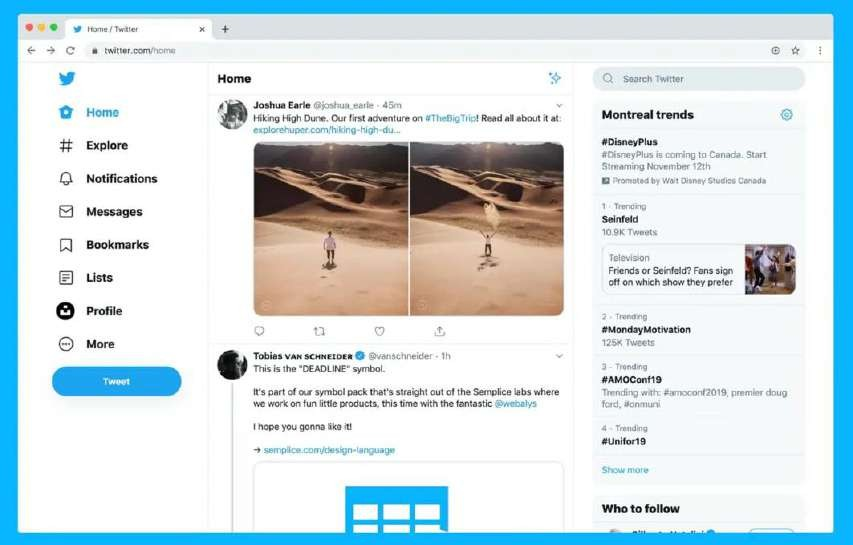 Home / Twitter
twitter.com/home
Home
Explore
Notifications
Messages
Bookmarks
Lists
Profile
More
Tweet
Home
Joshua Earle @joshua_earle · 45m
Hiking High Dune. Our first adventure on #TheBigTrip! Read all about it at:
explorehuper.com/hiking-high-du...
Tobias VAN SCHNEIDER @vanschneider · 1h
This is the "DEADLINE" symbol.
It's part of our symbol pack that's straight out of the Semplice labs where
we work on fun little products, this time with the fantastic @webalys
I hope you gonna like it!
→ semplice.com/design-language
Search Twitter
Montreal trends
#DisneyPlus
#DisneyPlus is coming to Canada. Start
Streaming November 12th
Promoted by Walt Disney Studios Canada
1 · Trending
Seinfeld
10.9K Tweets
Television
Friends or Seinfeld? Fans sign
off on which show they prefer
2 · Trending
#MondayMotivation
125K Tweets
3 · Trending
#AMOConf19
Trending with: #amoconf2019, premier doug
ford, #onmuni
4 · Trending
#Unifor19
Show more
Who to follow